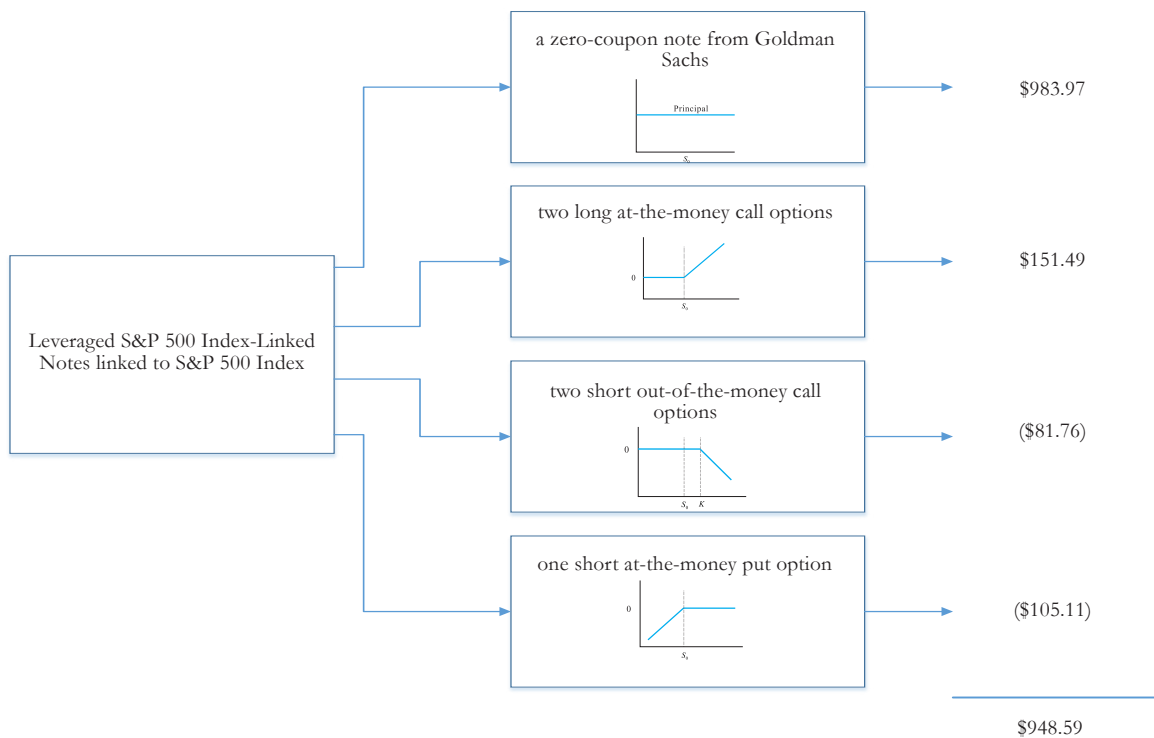 a zero-coupon note from Goldman
Sachs
Principal
S₀
$983.97
two long at-the-money call options
0
S₀
$151.49
Leveraged S&P 500 Index-Linked
Notes linked to S&P 500 Index
two short out-of-the-money call
options
0
S₀ K
($81.76)
one short at-the-money put option
0
S₀
($105.11)
$948.59